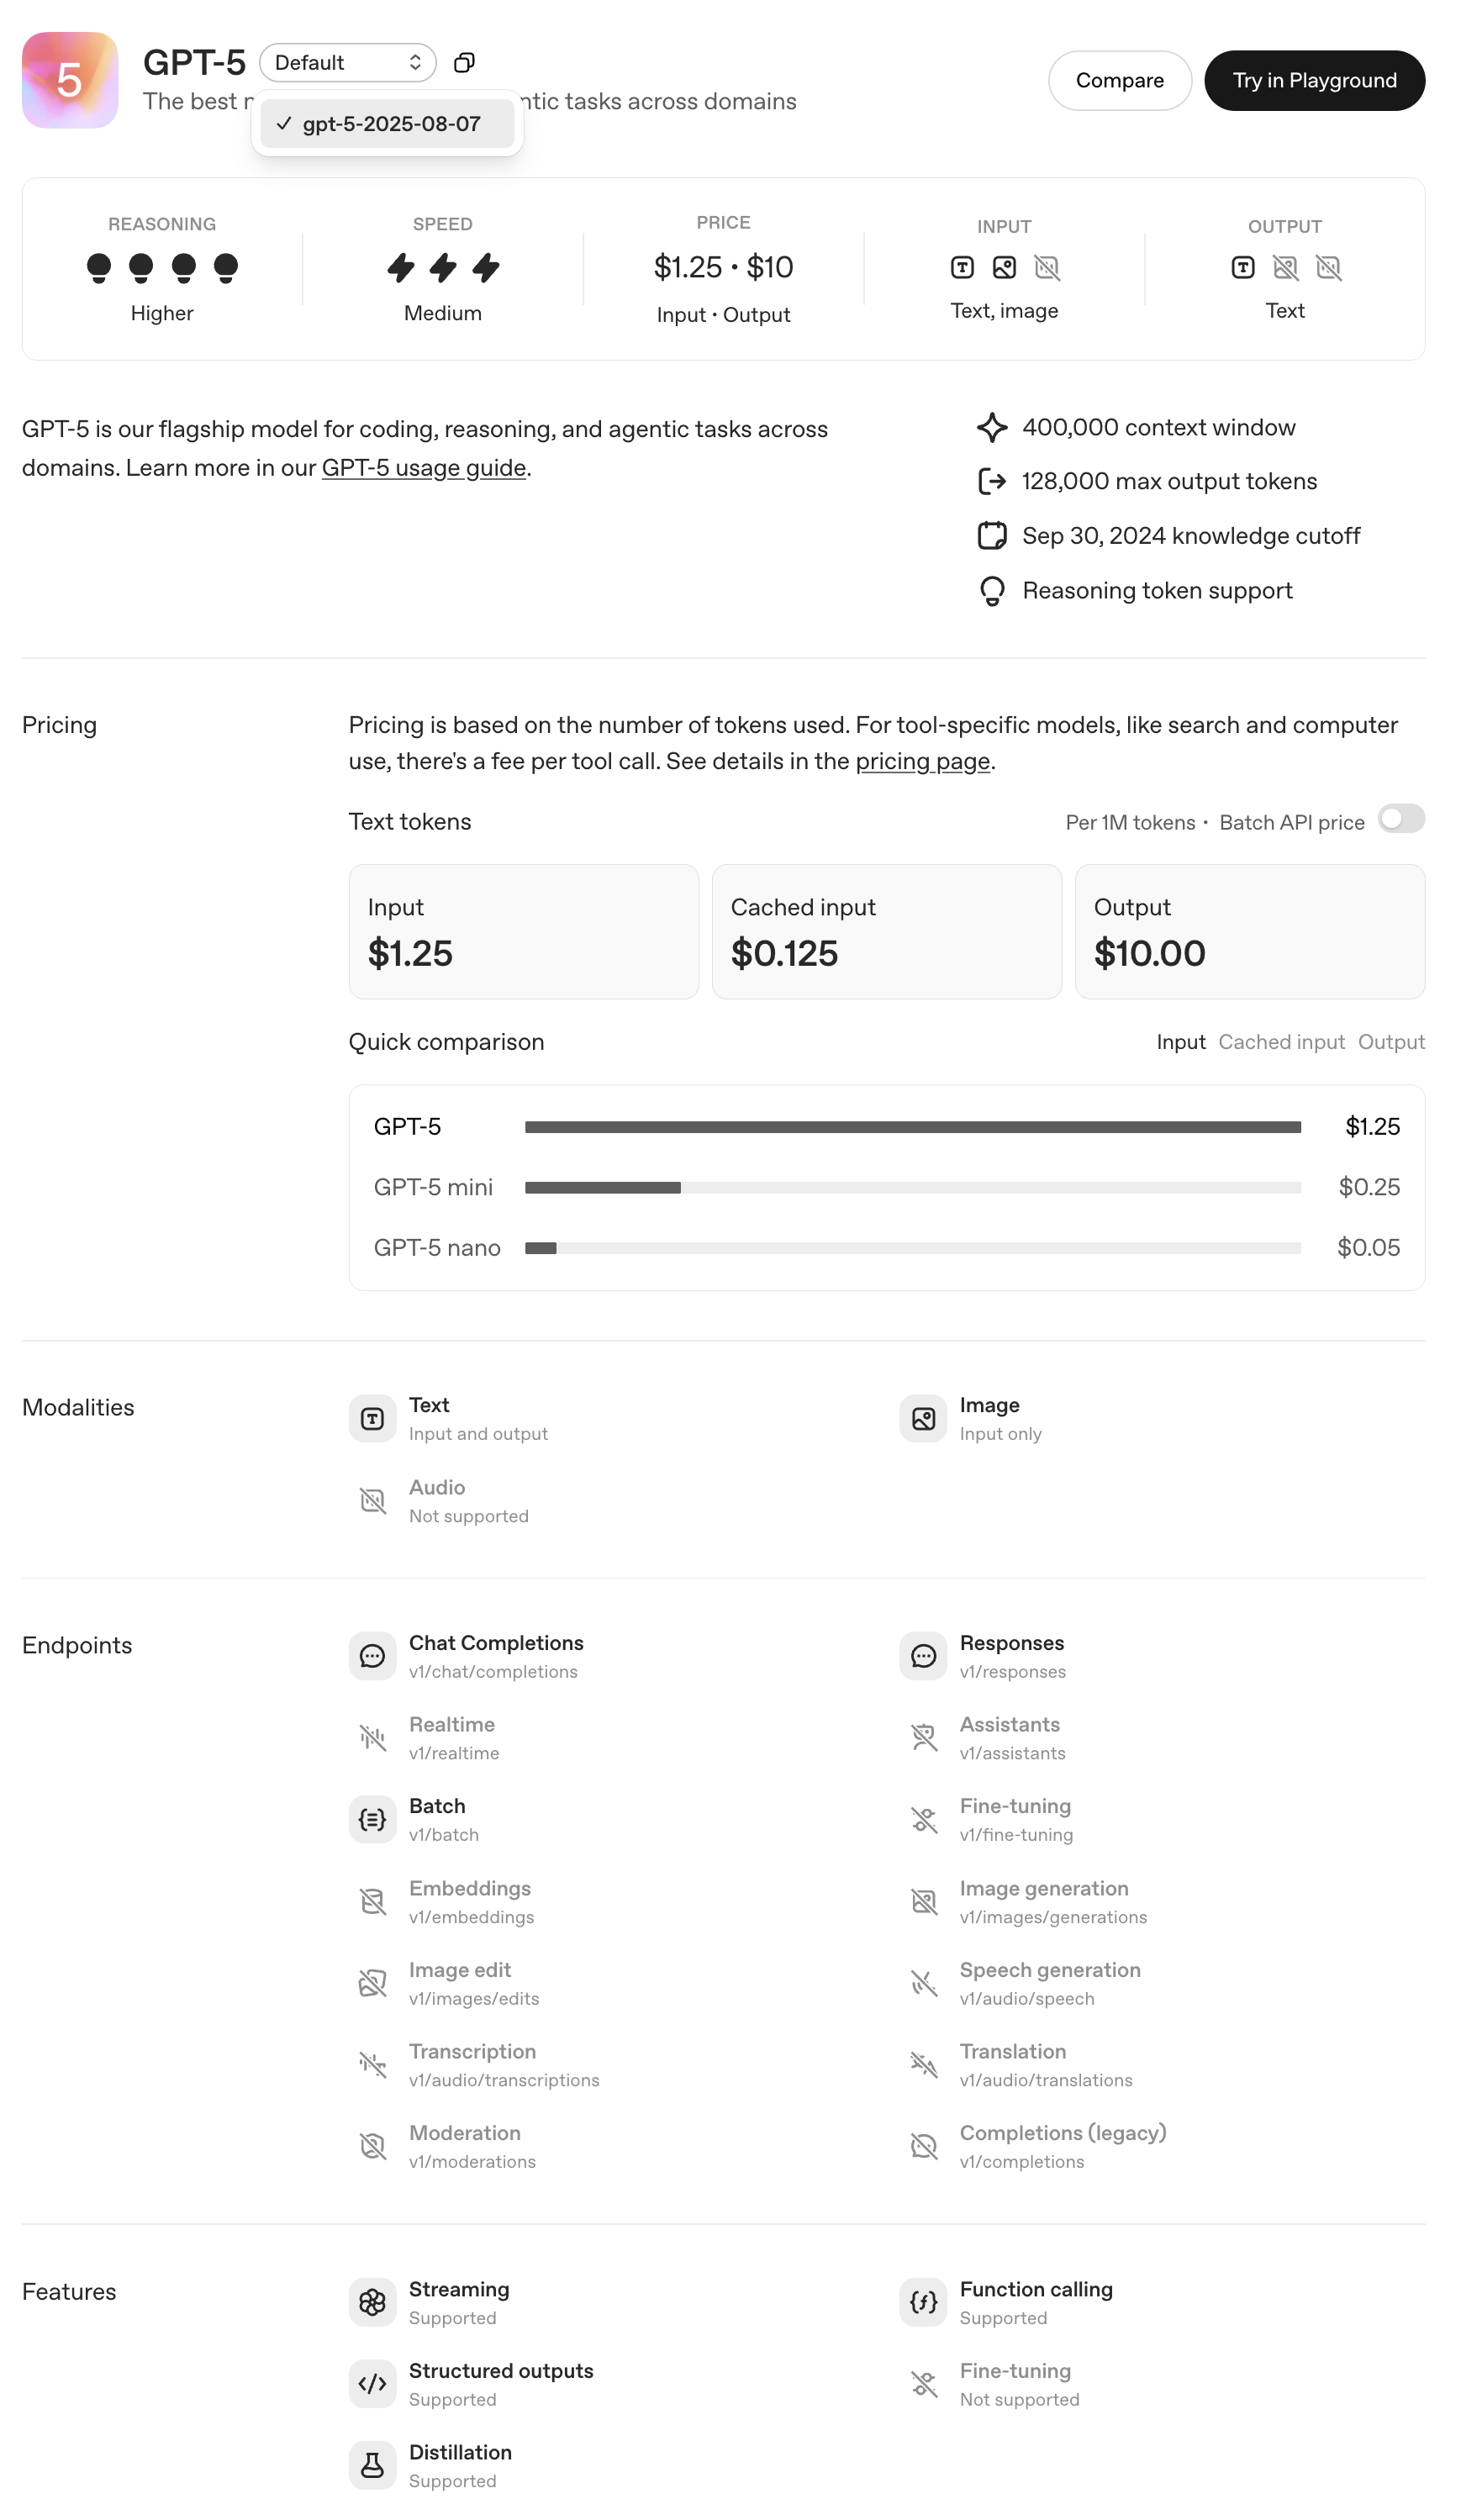 5
GPT-5
Default
The best
ntic tasks across domains
gpt-5-2025-08-07
Compare
Try in Playground
REASONING
Higher
SPEED
Medium
PRICE
$1.25 • $10
Input • Output
INPUT
Text, image
OUTPUT
Text
GPT-5 is our flagship model for coding, reasoning, and agentic tasks across
domains. Learn more in our GPT-5 usage guide.
400,000 context window
128,000 max output tokens
Sep 30, 2024 knowledge cutoff
Reasoning token support
Pricing
Pricing is based on the number of tokens used. For tool-specific models, like search and computer
use, there's a fee per tool call. See details in the pricing page.
Text tokens
Per 1M tokens • Batch API price
Input
$1.25
Cached input
$0.125
Output
$10.00
Quick comparison
Input Cached input Output
GPT-5 $1.25
GPT-5 mini $0.25
GPT-5 nano $0.05
Modalities
Text
Input and output
Image
Input only
Audio
Not supported
Endpoints
Chat Completions
v1/chat/completions
Responses
v1/responses
Realtime
v1/realtime
Assistants
v1/assistants
Batch
v1/batch
Fine-tuning
v1/fine-tuning
Embeddings
v1/embeddings
Image generation
v1/images/generations
Image edit
v1/images/edits
Speech generation
v1/audio/speech
Transcription
v1/audio/transcriptions
Translation
v1/audio/translations
Moderation
v1/moderations
Completions (legacy)
v1/completions
Features
Streaming
Supported
Function calling
Supported
Structured outputs
Supported
Fine-tuning
Not supported
Distillation
Supported